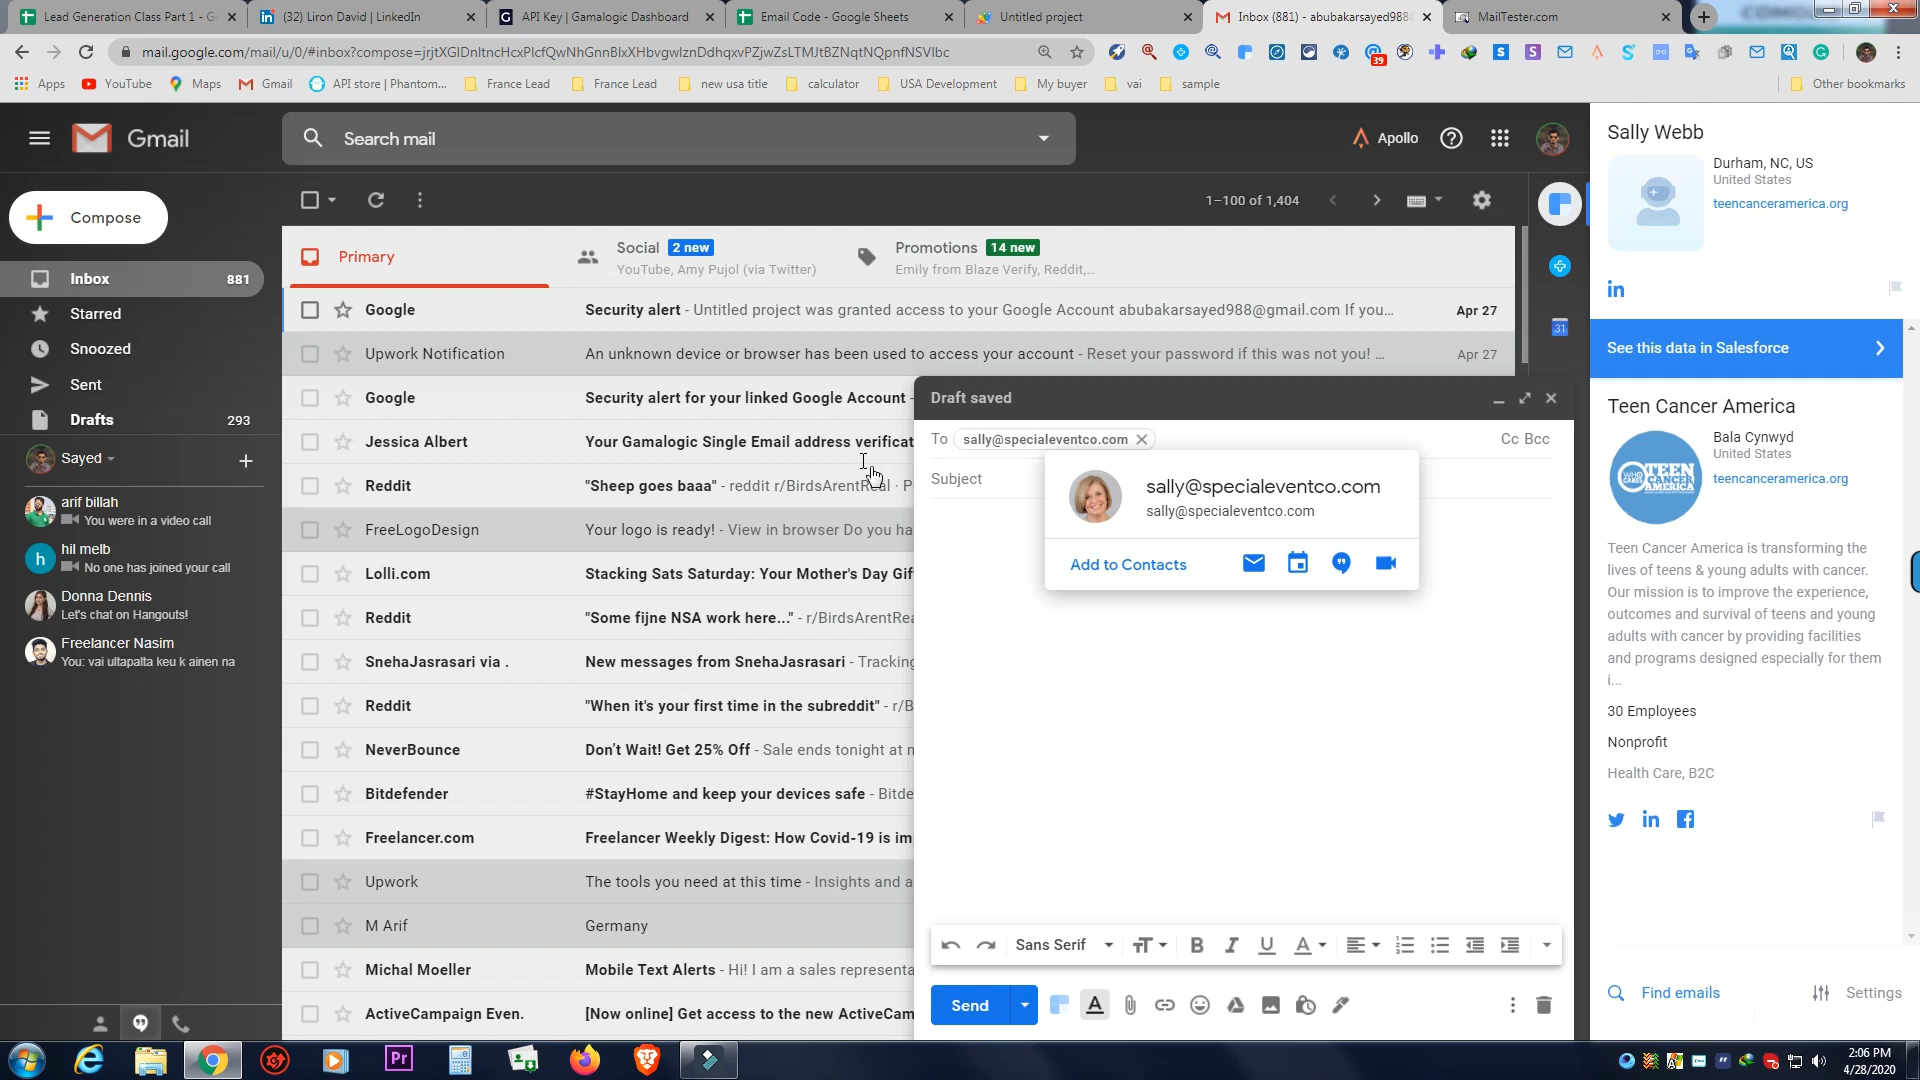 Lead Generation Class Part 1 - Go
(32) Liron David | LinkedIn
API Key | Gamalogic Dashboard
Email Code - Google Sheets
Untitled project
Inbox (881) - abubakarsayed988
MailTester.com
mail.google.com/mail/u/0/#inbox?compose=jrjtXGlDnltncHcxPlcfQwNhGnnBlxXHbvgwlznDdhqxvPZjwZsLTMJtBZNqtNQpnfNSVlbc
39
Apps
YouTube
Maps
Gmail
API store | Phantom...
France Lead
France Lead
new usa title
calculator
USA Development
My buyer
vai
sample
Other bookmarks
Gmail
Search mail
Apollo
Compose
1–100 of 1,404
Inbox 881
Starred
Snoozed
Sent
Drafts 293
Sayed
arif billah
You were in a video call
hil melb
No one has joined your call
Donna Dennis
Let's chat on Hangouts!
Freelancer Nasim
You: vai ultapalta keu k ainen na
Primary
Social 2 new
YouTube, Amy Pujol (via Twitter)
Promotions 14 new
Emily from Blaze Verify, Reddit,...
Google Security alert - Untitled project was granted access to your Google Account abubakarsayed988@gmail.com If you... Apr 27
Upwork Notification An unknown device or browser has been used to access your account - Reset your password if this was not you! ... Apr 27
Google Security alert for your linked Google Account -
Jessica Albert Your Gamalogic Single Email address verificat
Reddit "Sheep goes baaa" - reddit r/BirdsArentReal · P
FreeLogoDesign Your logo is ready! - View in browser Do you ha
Lolli.com Stacking Sats Saturday: Your Mother's Day Gif
Reddit "Some fijne NSA work here..." - r/BirdsArentRea
SnehaJasrasari via . New messages from SnehaJasrasari - Tracking
Reddit "When it's your first time in the subreddit" - r/B
NeverBounce Don't Wait! Get 25% Off - Sale ends tonight at n
Bitdefender #StayHome and keep your devices safe - Bitde
Freelancer.com Freelancer Weekly Digest: How Covid-19 is im
Upwork The tools you need at this time - Insights and a
M Arif Germany
Michal Moeller Mobile Text Alerts - Hi! I am a sales representa
ActiveCampaign Even. [Now online] Get access to the new ActiveCam
Draft saved
To sally@specialeventco.com
Cc Bcc
Subject
sally@specialeventco.com
sally@specialeventco.com
Add to Contacts
Sans Serif
Send
31
Sally Webb
Durham, NC, US
United States
teencanceramerica.org
See this data in Salesforce
Teen Cancer America
WHO CARES TEEN CANCER AMERICA
Bala Cynwyd
United States
teencanceramerica.org
Teen Cancer America is transforming the
lives of teens & young adults with cancer.
Our mission is to improve the experience,
outcomes and survival of teens and young
adults with cancer by providing facilities
and programs designed especially for them
i...
30 Employees
Nonprofit
Health Care, B2C
Find emails
Settings
Pr
2:06 PM
4/28/2020